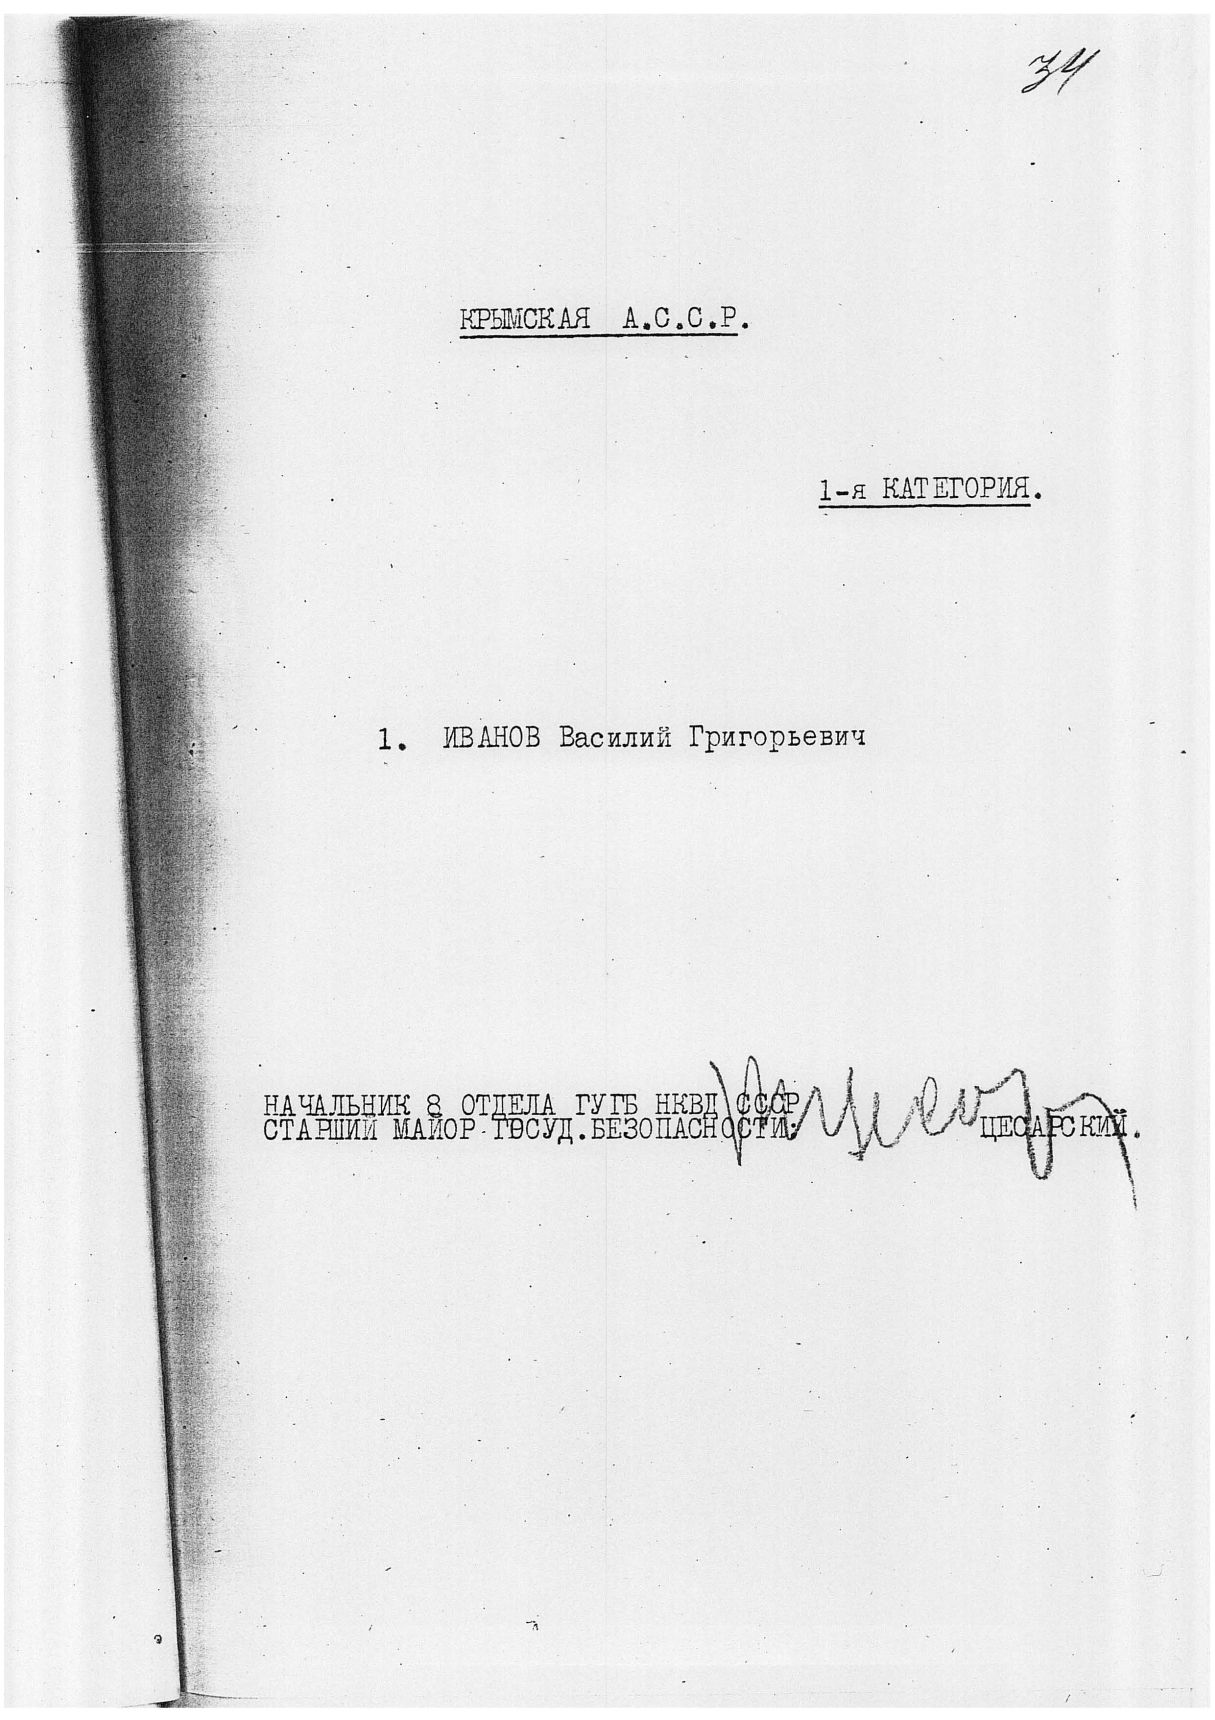 34
КРЫМСКАЯ А.С.С.Р.
1-я КАТЕГОРИЯ.
1. ИВАНОВ Василий Григорьевич
НАЧАЛЬНИК 8 ОТДЕЛА ГУГБ НКВД СССР
СТАРШИЙ МАЙОР ГОСУД.БЕЗОПАСНОСТИ: ЦЕСАРСКИЙ.